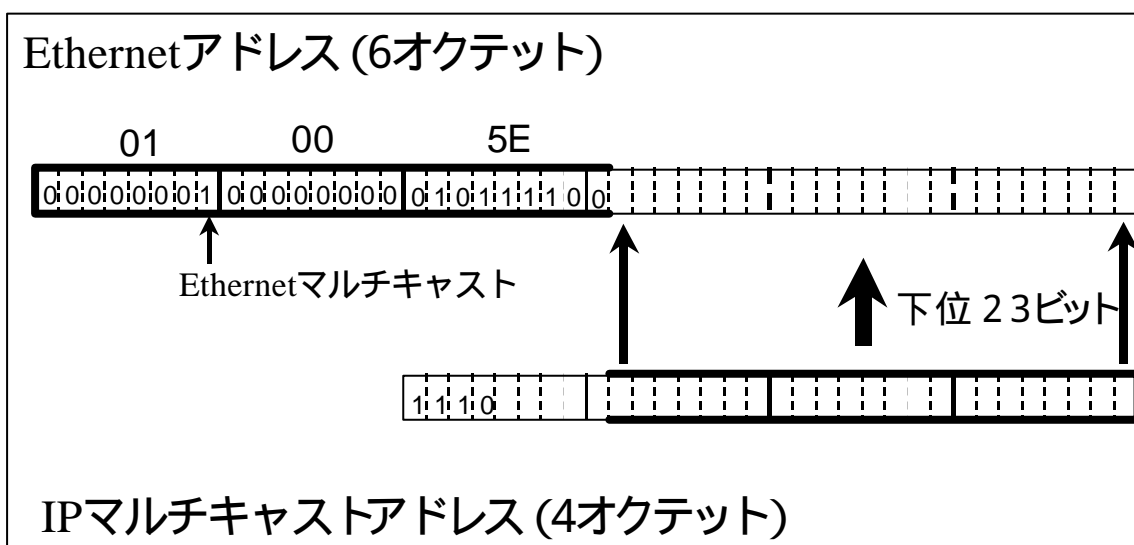 Ethernetアドレス (6オクテット)
01 00 5E
0 0 0 0 0 0 0 1 0 0 0 0 0 0 0 0 0 1 0 1 1 1 1 0 0
Ethernetマルチキャスト
下位23ビット
1 1 1 0
IPマルチキャストアドレス (4オクテット)